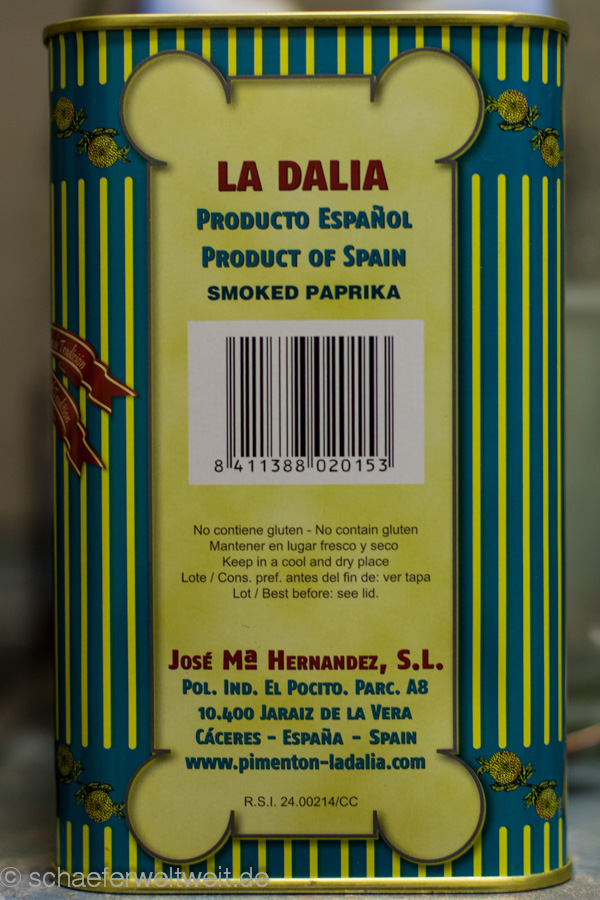 LA DALIA
PRODUCTO ESPAÑOL
PRODUCT OF SPAIN
SMOKED PAPRIKA
8 411388 020153
No contiene gluten - No contain gluten
Mantener en lugar fresco y seco
Keep in a cool and dry place
Lote / Cons. pref. antes del fin de: ver tapa
Lot / Best before: see lid.
JOSÉ Mª HERNANDEZ, S.L.
POL. IND. EL POCITO. PARC. A8
10.400 JARAIZ DE LA VERA
CÁCERES - ESPAÑA - SPAIN
www.pimenton-ladalia.com
R.S.I. 24.00214/CC
Tradición
© schaeferweltweit.de